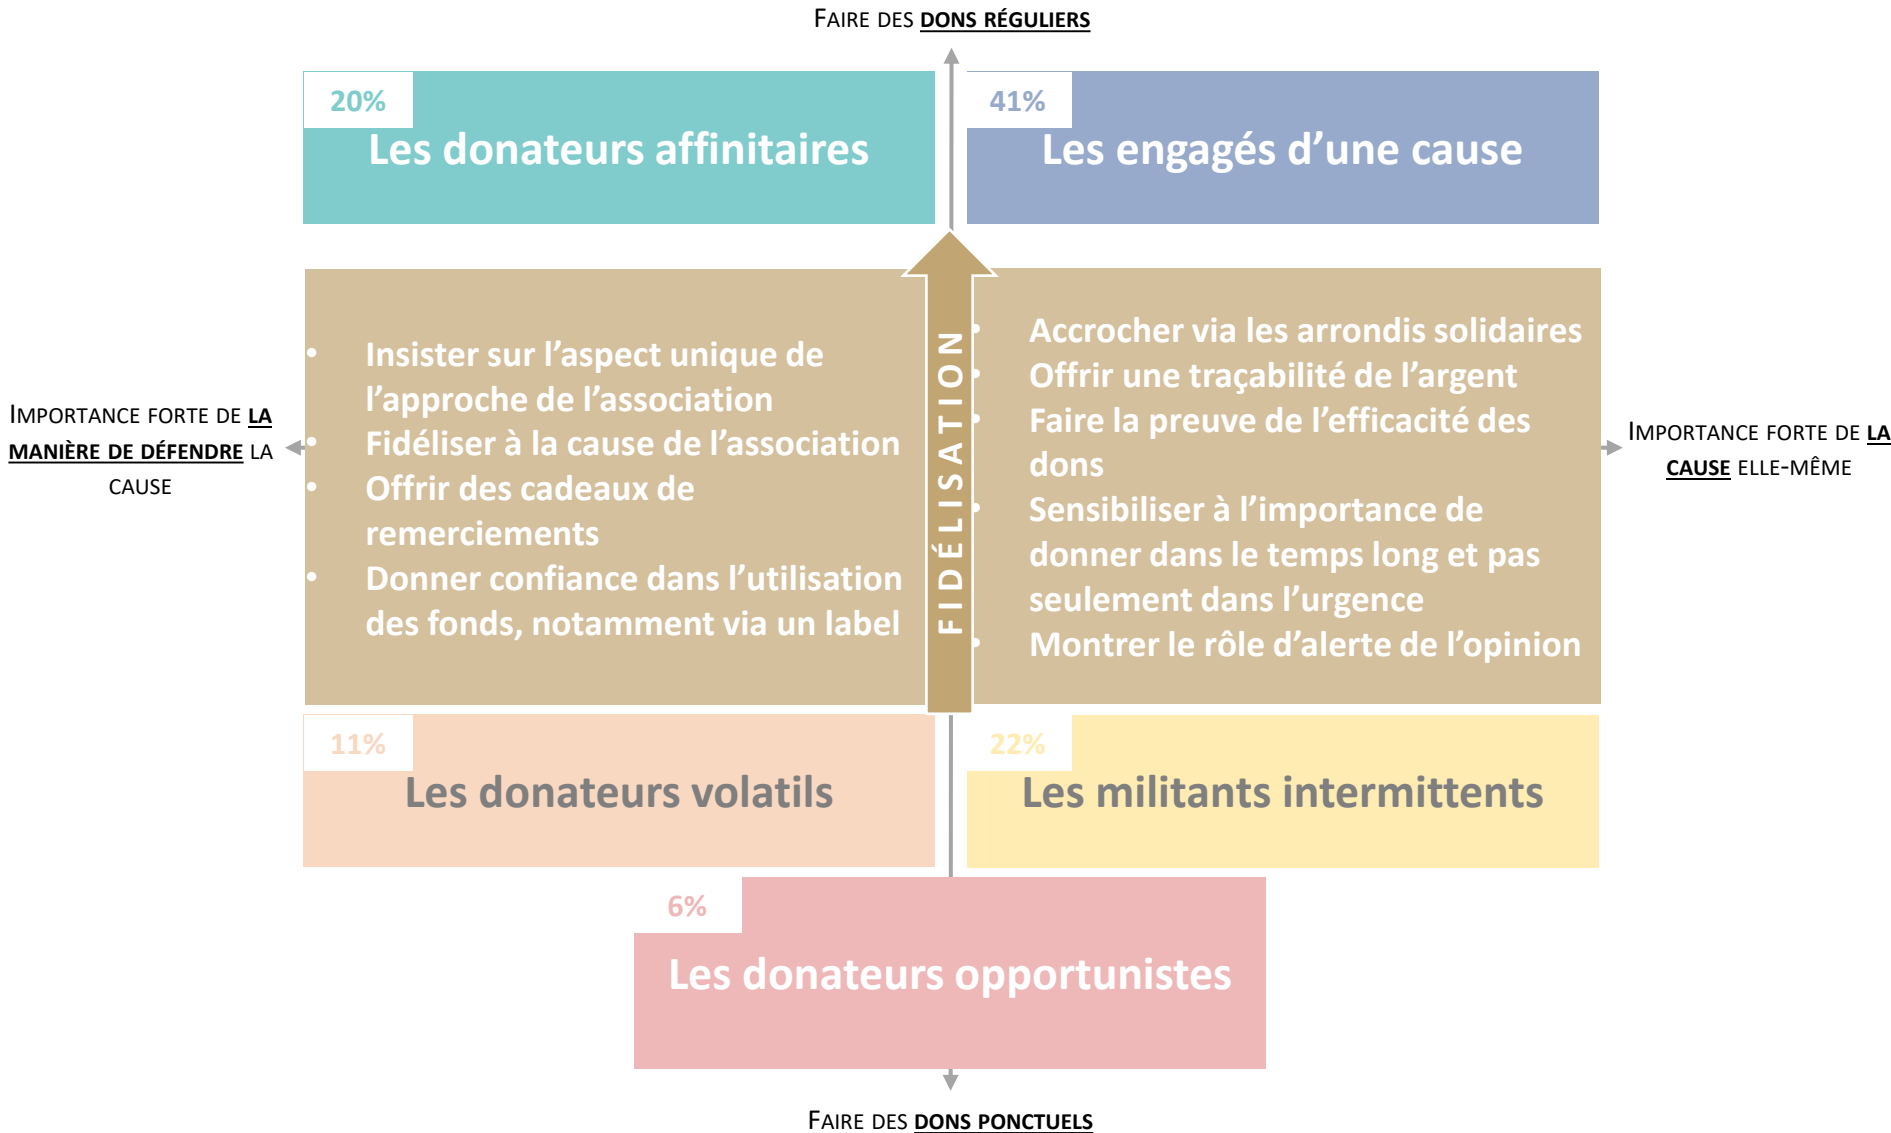 FAIRE DES DONS RÉGULIERS
20%
Les donateurs affinitaires
41%
Les engagés d'une cause
IMPORTANCE FORTE DE LA
MANIÈRE DE DÉFENDRE LA
CAUSE
• Insister sur l'aspect unique de
l'approche de l'association
• Fidéliser à la cause de l'association
• Offrir des cadeaux de
remerciements
• Donner confiance dans l'utilisation
des fonds, notamment via un label
FIDÉLISATION
• Accrocher via les arrondis solidaires
• Offrir une traçabilité de l'argent
• Faire la preuve de l'efficacité des
dons
• Sensibiliser à l'importance de
donner dans le temps long et pas
seulement dans l'urgence
• Montrer le rôle d'alerte de l'opinion
IMPORTANCE FORTE DE LA
CAUSE ELLE-MÊME
11%
Les donateurs volatils
22%
Les militants intermittents
6%
Les donateurs opportunistes
FAIRE DES DONS PONCTUELS